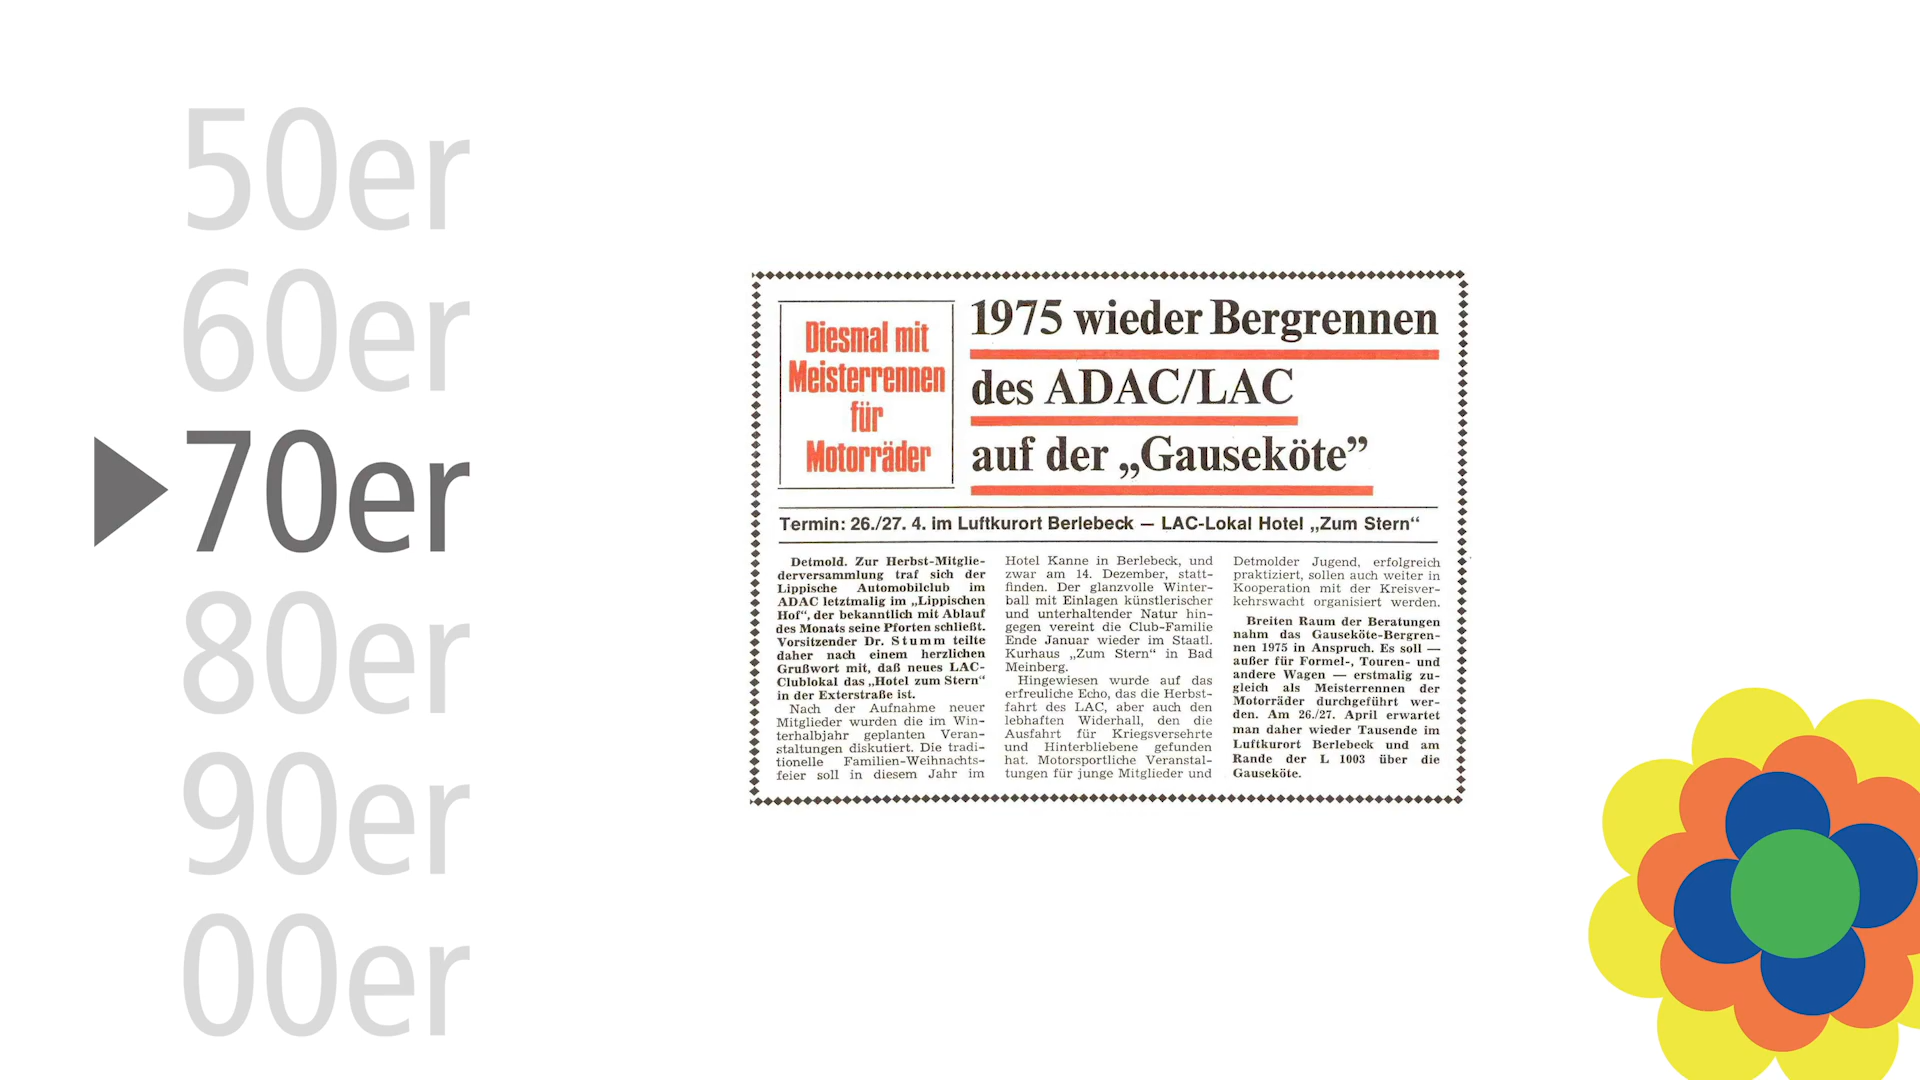 50er
60er
70er
80er
90er
00er
Diesmal mit
Meisterrennen
für
Motorräder
1975 wieder Bergrennen
des ADAC/LAC
auf der „Gauseköte”
Termin: 26./27. 4. im Luftkurort Berlebeck — LAC-Lokal Hotel „Zum Stern“
Detmold. Zur Herbst-Mitglie-
derversammlung traf sich der
Lippische Automobilclub im
ADAC letztmalig im „Lippischen
Hof“, der bekanntlich mit Ablauf
des Monats seine Pforten schließt.
Vorsitzender Dr. Stumm teilte
daher nach einem herzlichen
Grußwort mit, daß neues LAC-
Clublokal das „Hotel zum Stern“
in der Exterstraße ist.
Nach der Aufnahme neuer
Mitglieder wurden die im Win-
terhalbjahr geplanten Veran-
staltungen diskutiert. Die tradi-
tionelle Familien-Weihnachts-
feier soll in diesem Jahr im
Hotel Kanne in Berlebeck, und
zwar am 14. Dezember, statt-
finden. Der glanzvolle Winter-
ball mit Einlagen künstlerischer
und unterhaltender Natur hin-
gegen vereint die Club-Familie
Ende Januar wieder im Staatl.
Kurhaus „Zum Stern“ in Bad
Meinberg.
Hingewiesen wurde auf das
erfreuliche Echo, das die Herbst-
fahrt des LAC, aber auch den
lebhaften Widerhall, den die
Ausfahrt für Kriegsversehrte
und Hinterbliebene gefunden
hat. Motorsportliche Veranstal-
tungen für junge Mitglieder und
Detmolder Jugend, erfolgreich
praktiziert, sollen auch weiter in
Kooperation mit der Kreisver-
kehrswacht organisiert werden.
Breiten Raum der Beratungen
nahm das Gauseköte-Bergren-
nen 1975 in Anspruch. Es soll —
außer für Formel-, Touren- und
andere Wagen — erstmalig zu-
gleich als Meisterrennen der
Motorräder durchgeführt wer-
den. Am 26./27. April erwartet
man daher wieder Tausende im
Luftkurort Berlebeck und am
Rande der L 1003 über die
Gauseköte.